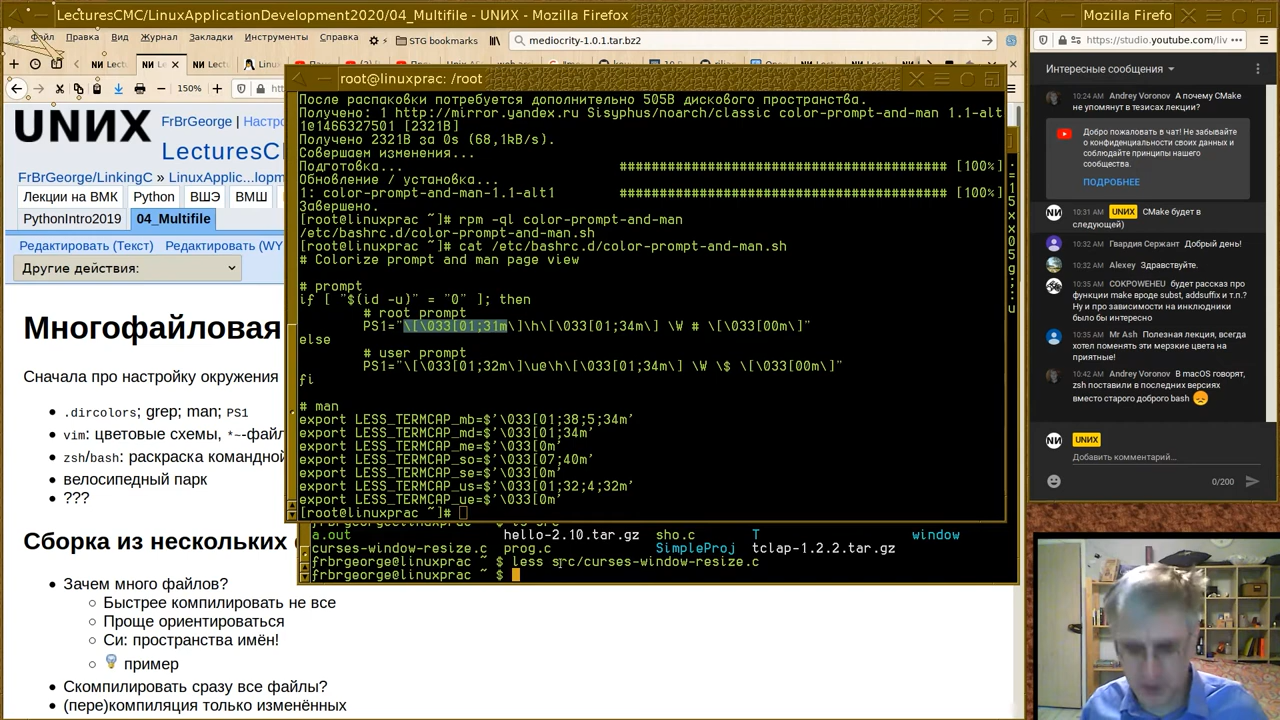 LecturesCMC/LinuxApplicationDevelopment2020/04_Multifile - UNИX - Mozilla Firefox
Файл Правка Вид Журнал Закладки Инструменты Справка
STG bookmarks
mediocrity-1.0.1.tar.bz2
150%
UNИX
FrBrGeorge | Настро
LecturesC
FrBrGeorge/LinkingC » LinuxApplic...lopm
Лекции на ВМК Python ВШЭ ВМШ
PythonIntro2019 04_Multifile
Редактировать (Текст) Редактировать (WY
Другие действия:
Многофайловая
Сначала про настройку окружения
.dircolors; grep; man; PS1
vim: цветовые схемы, *~-фай
zsh/bash: раскраска командной
велосипедный парк
???
Сборка из нескольких
Зачем много файлов?
Быстрее компилировать не все
Проще ориентироваться
Си: пространства имён!
пример
Скомпилировать сразу все файлы?
(пере)компиляция только изменённых
root@linuxprac: /root
После распаковки потребуется дополнительно 505B дискового пространства.
Получено: 1 http://mirror.yandex.ru Sisyphus/noarch/classic color-prompt-and-man 1.1-alt
1@1466327501 [2321B]
Получено 2321B за 0s (68,1kB/s).
Совершаем изменения...
Подготовка... ######################################### [100%]
Обновление / установка...
1: color-prompt-and-man-1.1-alt1 ######################################### [100%]
Завершено.
[root@linuxprac ~]# rpm -ql color-prompt-and-man
/etc/bashrc.d/color-prompt-and-man.sh
[root@linuxprac ~]# cat /etc/bashrc.d/color-prompt-and-man.sh
# Colorize prompt and man page view
# prompt
if [ "$(id -u)" = "0" ]; then
# root prompt
PS1="\[\033[01;31m\]\h\[\033[01;34m\] \W # \[\033[00m\]"
else
# user prompt
PS1="\[\033[01;32m\]\u@\h\[\033[01;34m\] \W \$ \[\033[00m\]"
fi
# man
export LESS_TERMCAP_mb=$'\033[01;38;5;34m'
export LESS_TERMCAP_md=$'\033[01;34m'
export LESS_TERMCAP_me=$'\033[0m'
export LESS_TERMCAP_so=$'\033[07;40m'
export LESS_TERMCAP_se=$'\033[0m'
export LESS_TERMCAP_us=$'\033[01;32;4;32m'
export LESS_TERMCAP_ue=$'\033[0m'
[root@linuxprac ~]#
a.out hello-2.10.tar.gz sho.c T window
curses-window-resize.c prog.c SimpleProj tclap-1.2.2.tar.gz
frbrgeorge@linuxprac ~ $ less src/curses-window-resize.c
frbrgeorge@linuxprac ~ $
Mozilla Firefo
https://studio.youtube.com/liv
Интересные сообщения
10:24 AM Andrey Voronov А почему CMake
не упомянут в тезисах лекции?
Добро пожаловать в чат! Не забывайте
о конфиденциальности своих данных и
соблюдайте принципы нашего
сообщества.
ПОДРОБНЕЕ
10:31 AM UNИX CMake будет в
следующей)
10:32 AM Гвардия Сержант Добрый день!
10:32 AM Alexey Здравствуйте.
10:32 AM COKPOWEHEU будет рассказ про
функции make вроде subst, addsuffix и т.п.?
Ну и про зависимости на инклюдники
было бы интересно
10:38 AM Mr Ash Полезная лекция, всегда
хотел поменять эти мерзкие цвета на
приятные!
10:42 AM Andrey Voronov В macOS говорят,
zsh поставили в последних версиях
вместо старого доброго bash
UNИX
Добавить комментарий...
0/200